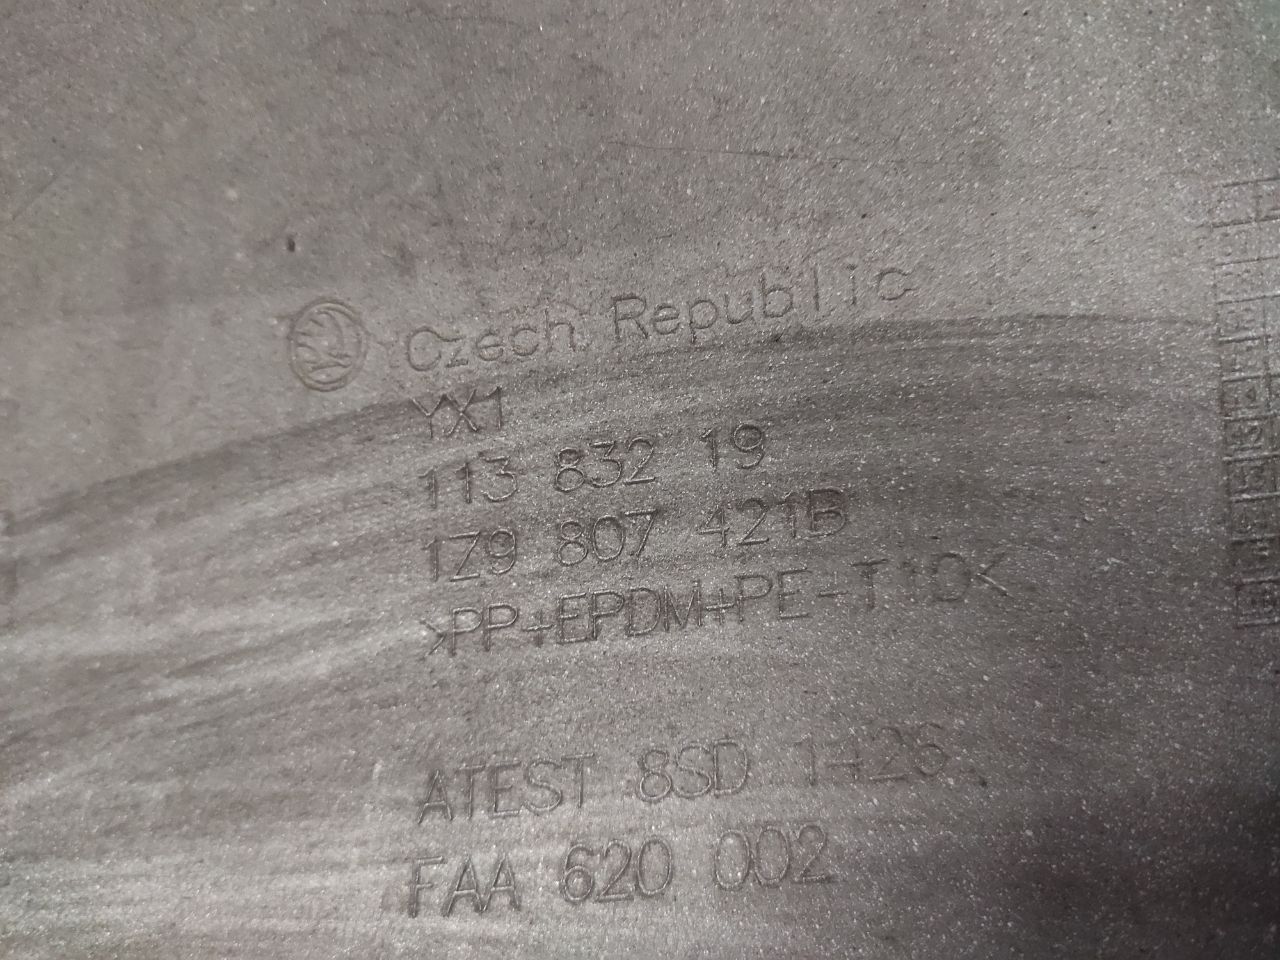 Czech Republic
YX1
113 832 19
1Z9 807 421B
>PP+EPDM+PE-T10<
ATEST 8SD 1426
FAA 620 002